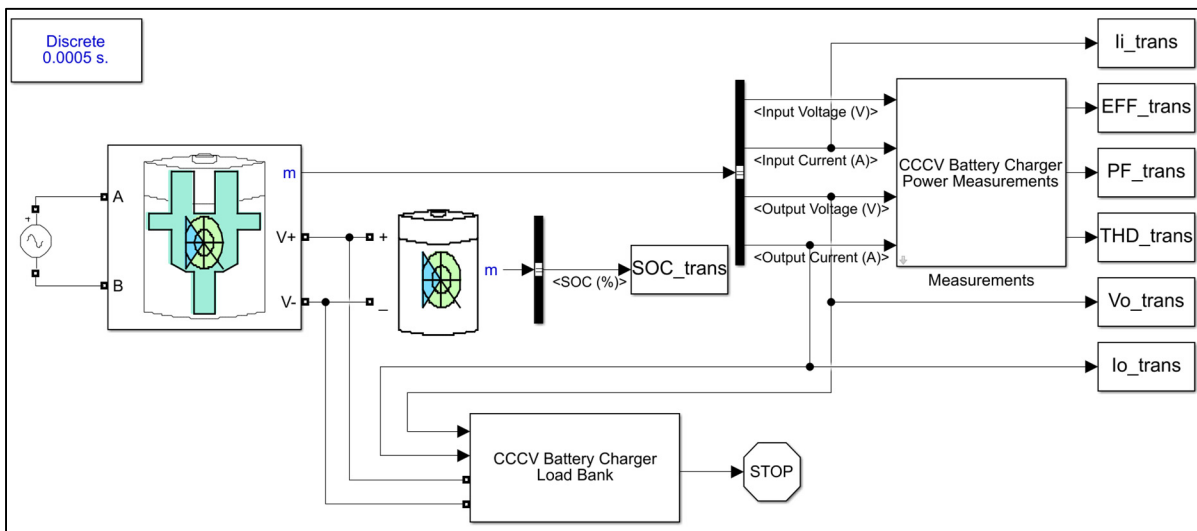 Discrete
0.0005 s.
A
B
m
V+
V-
+
+
_
m
<SOC (%)>
SOC_trans
<Input Voltage (V)>
<Input Current (A)>
<Output Voltage (V)>
<Output Current (A)>
CCCV Battery Charger
Power Measurements
Measurements
Ii_trans
EFF_trans
PF_trans
THD_trans
Vo_trans
Io_trans
CCCV Battery Charger
Load Bank
STOP